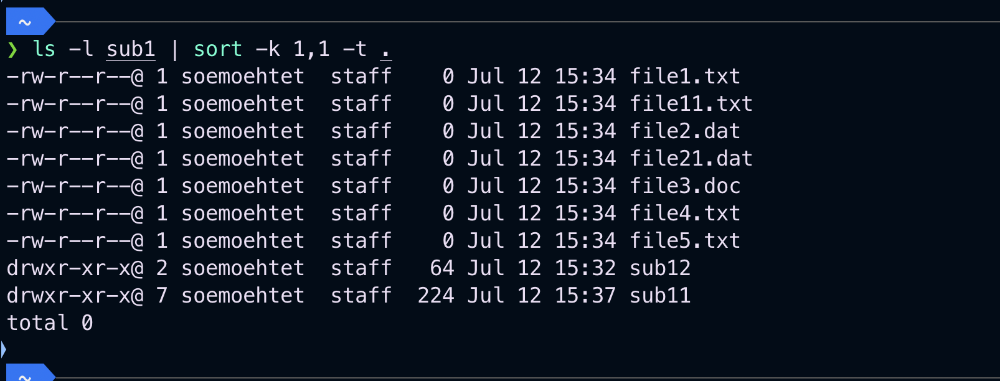 ~
❯ ls -l sub1 | sort -k 1,1 -t .
-rw-r--r--@ 1 soemoehtet  staff    0 Jul 12 15:34 file1.txt
-rw-r--r--@ 1 soemoehtet  staff    0 Jul 12 15:34 file11.txt
-rw-r--r--@ 1 soemoehtet  staff    0 Jul 12 15:34 file2.dat
-rw-r--r--@ 1 soemoehtet  staff    0 Jul 12 15:34 file21.dat
-rw-r--r--@ 1 soemoehtet  staff    0 Jul 12 15:34 file3.doc
-rw-r--r--@ 1 soemoehtet  staff    0 Jul 12 15:34 file4.txt
-rw-r--r--@ 1 soemoehtet  staff    0 Jul 12 15:34 file5.txt
drwxr-xr-x@ 2 soemoehtet  staff   64 Jul 12 15:32 sub12
drwxr-xr-x@ 7 soemoehtet  staff  224 Jul 12 15:37 sub11
total 0
~